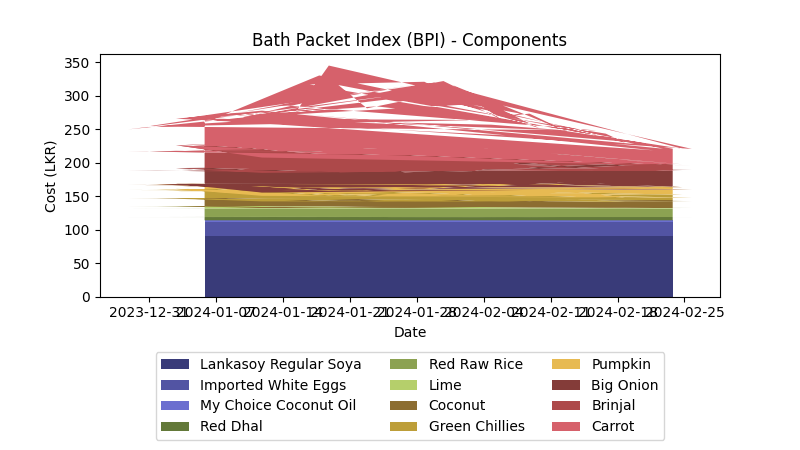 Bath Packet Index (BPI) - Components
Cost (LKR)
350
300
250
200
150
100
50
0
2023-12-31 2024-01-07 2024-01-14 2024-01-21 2024-01-28 2024-02-04 2024-02-11 2024-02-18 2024-02-25
Date
Lankasoy Regular Soya
Imported White Eggs
My Choice Coconut Oil
Red Dhal
Red Raw Rice
Lime
Coconut
Green Chillies
Pumpkin
Big Onion
Brinjal
Carrot